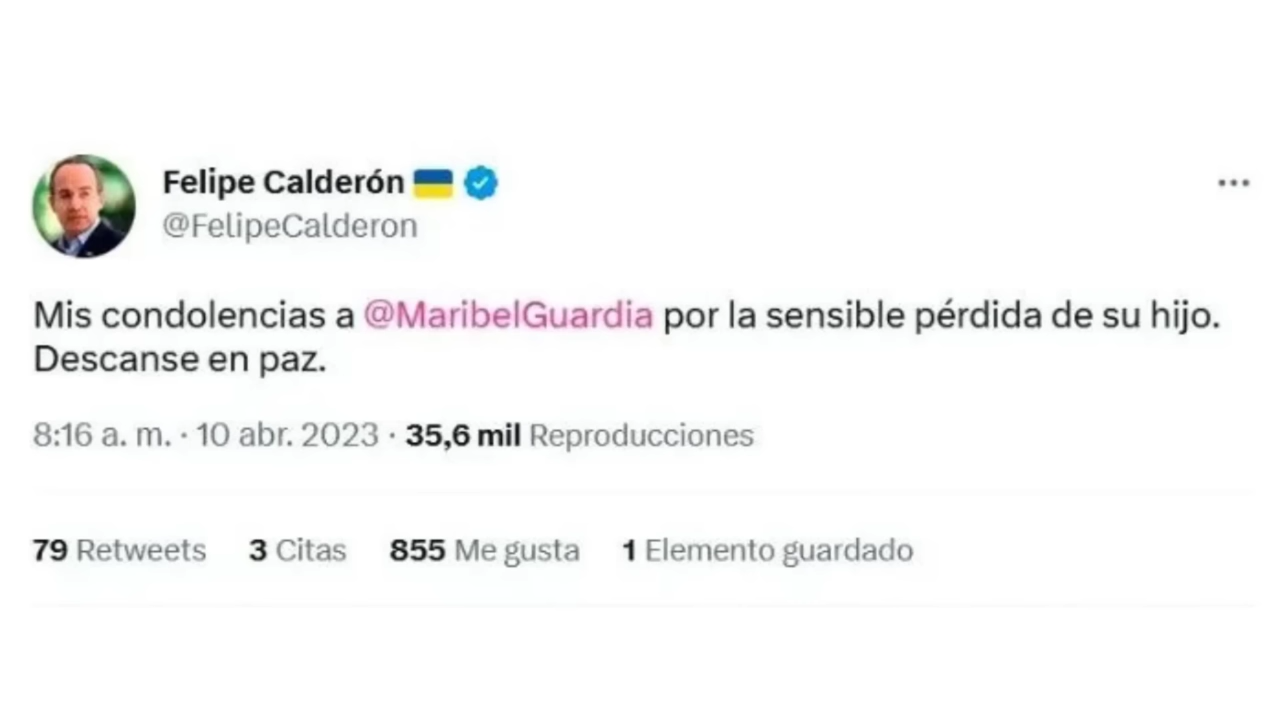 Felipe Calderón
@FelipeCalderon
Mis condolencias a @MaribelGuardia por la sensible pérdida de su hijo.
Descanse en paz.
8:16 a. m. · 10 abr. 2023 · 35,6 mil Reproducciones
79 Retweets 3 Citas 855 Me gusta 1 Elemento guardado